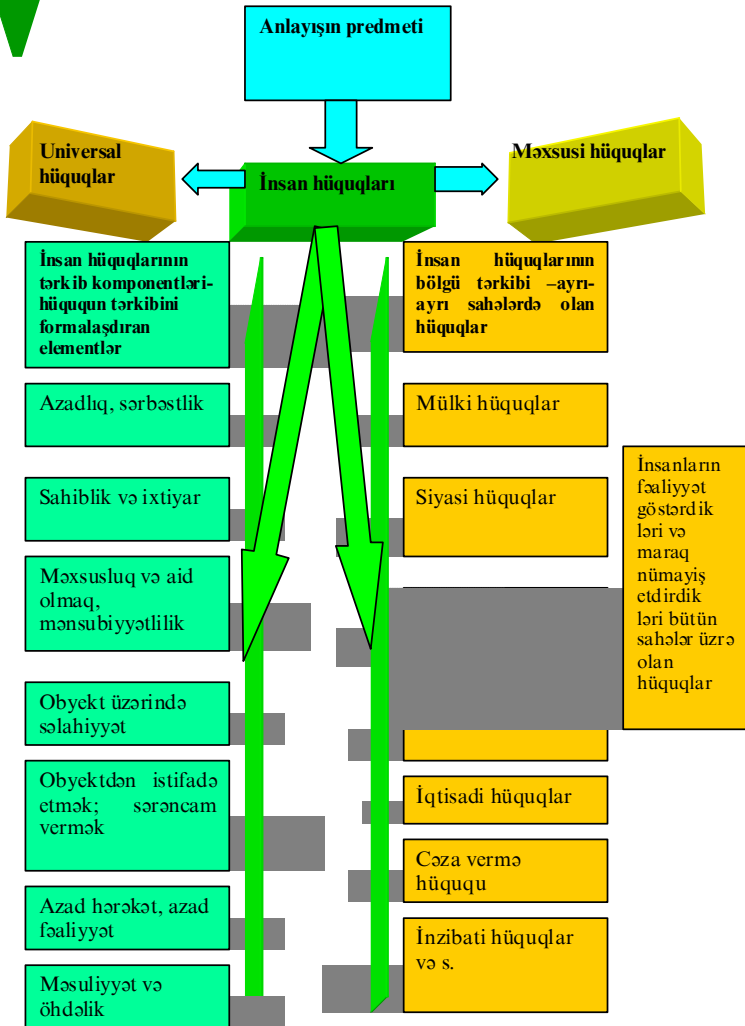 Anlayışın predmeti
Universal
hüquqlar
İnsan hüquqları
Məxsusi hüquqlar
İnsan hüquqlarının
tərkib komponentləri-
hüququn tərkibini
formalaşdıran
elementlər
Azadlıq, sərbəstlik
Sahiblik və ixtiyar
Məxsusluq və aid
olmaq,
mənsubiyyətlilik
Obyekt üzərində
səlahiyyət
Obyektdən istifadə
etmək; sərəncam
vermək
Azad hərəkət, azad
fəaliyyət
Məsuliyyət və
öhdəlik
İnsan hüquqlarının
bölgü tərkibi –ayrı-
ayrı sahələrdə olan
hüquqlar
Mülki hüquqlar
Siyasi hüquqlar
İqtisadi hüquqlar
Cəza vermə
hüququ
İnzibati hüquqlar
və s.
İnsanların
fəaliyyət
göstərdik
ləri və
maraq
nümayiş
etdirdik
ləri bütün
sahələr üzrə
olan
hüquqlar